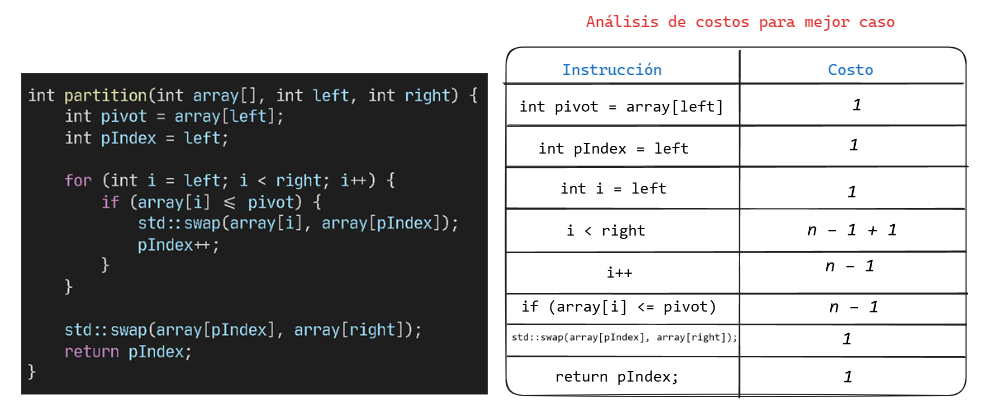 Análisis de costos para mejor caso
int partition(int array[], int left, int right) {
int pivot = array[left];
int pIndex = left;
for (int i = left; i < right; i++) {
if (array[i] <= pivot) {
std::swap(array[i], array[pIndex]);
pIndex++;
}
}
std::swap(array[pIndex], array[right]);
return pIndex;
}
Instrucción Costo
int pivot = array[left] 1
int pIndex = left 1
int i = left 1
i < right n - 1 + 1
i++ n - 1
if (array[i] <= pivot) n - 1
std::swap(array[pIndex], array[right]); 1
return pIndex; 1